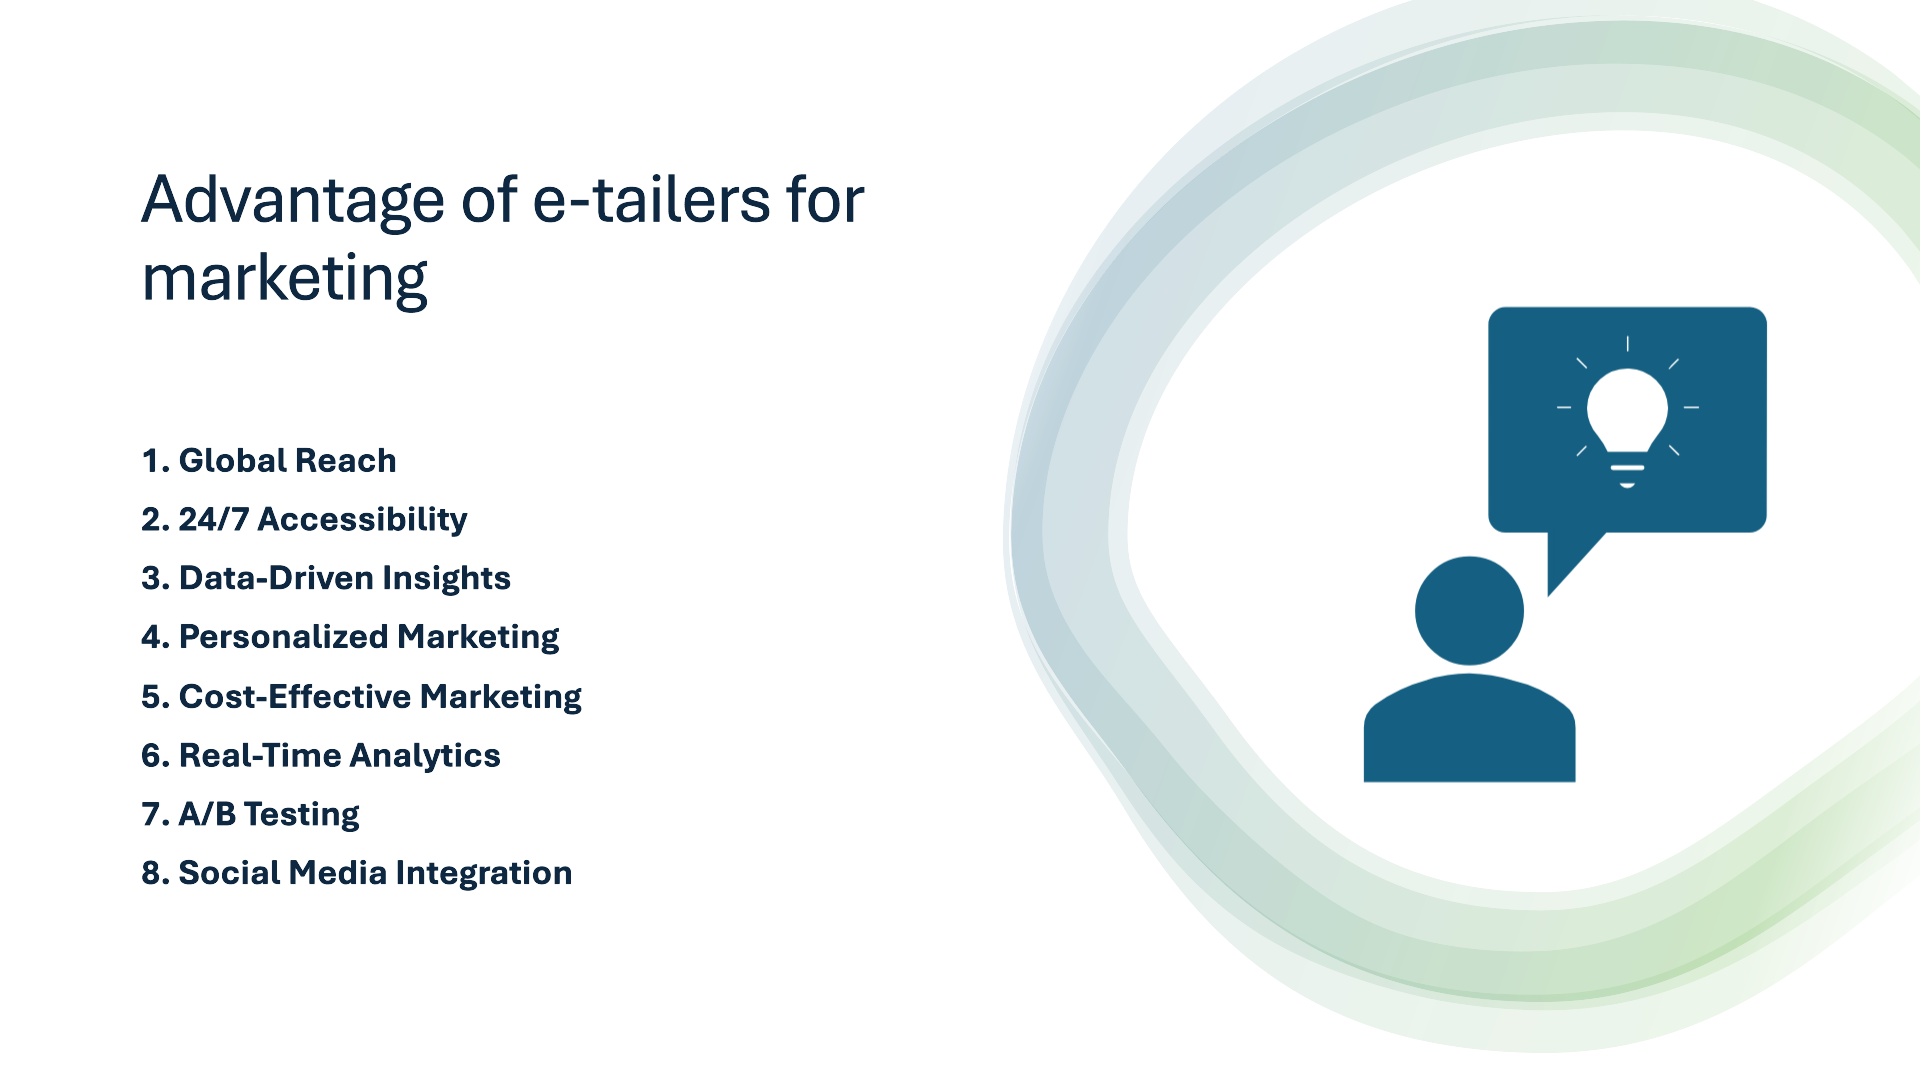 Advantage of e-tailers for
marketing
1. Global Reach
2. 24/7 Accessibility
3. Data-Driven Insights
4. Personalized Marketing
5. Cost-Effective Marketing
6. Real-Time Analytics
7. A/B Testing
8. Social Media Integration